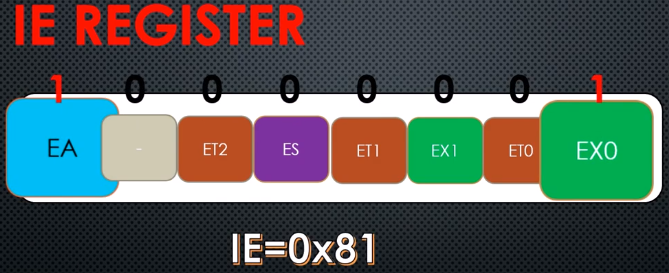 IE REGISTER
1 0 0 0 0 0 0 1
EA - ET2 ES ET1 EX1 ET0 EX0
IE=0x81